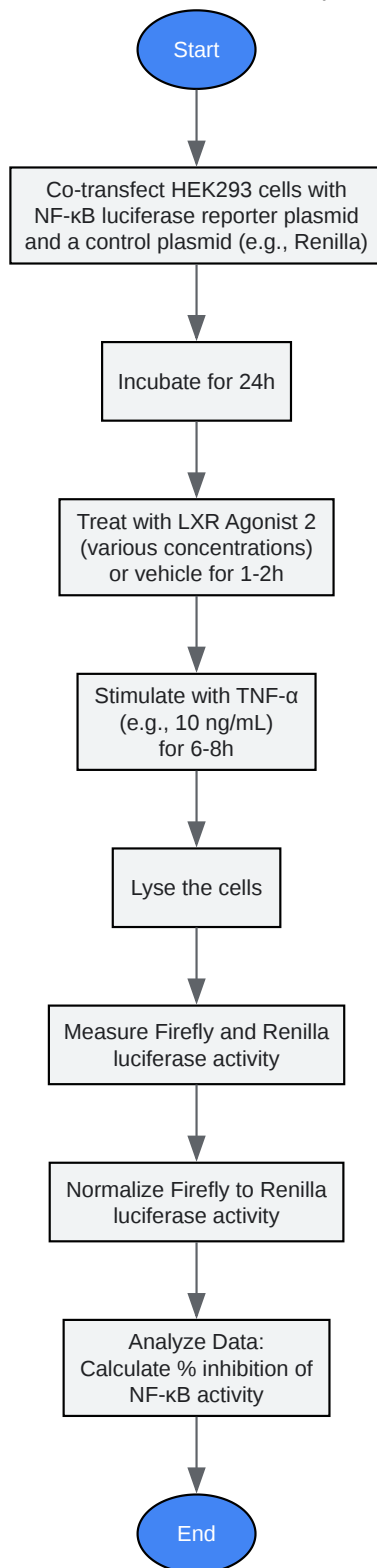 Start
Co-transfect HEK293 cells with
NF-κB luciferase reporter plasmid
and a control plasmid (e.g., Renilla)
Incubate for 24h
Treat with LXR Agonist 2
(various concentrations)
or vehicle for 1-2h
Stimulate with TNF-α
(e.g., 10 ng/mL)
for 6-8h
Lyse the cells
Measure Firefly and Renilla
luciferase activity
Normalize Firefly to Renilla
luciferase activity
Analyze Data:
Calculate % inhibition of
NF-κB activity
End